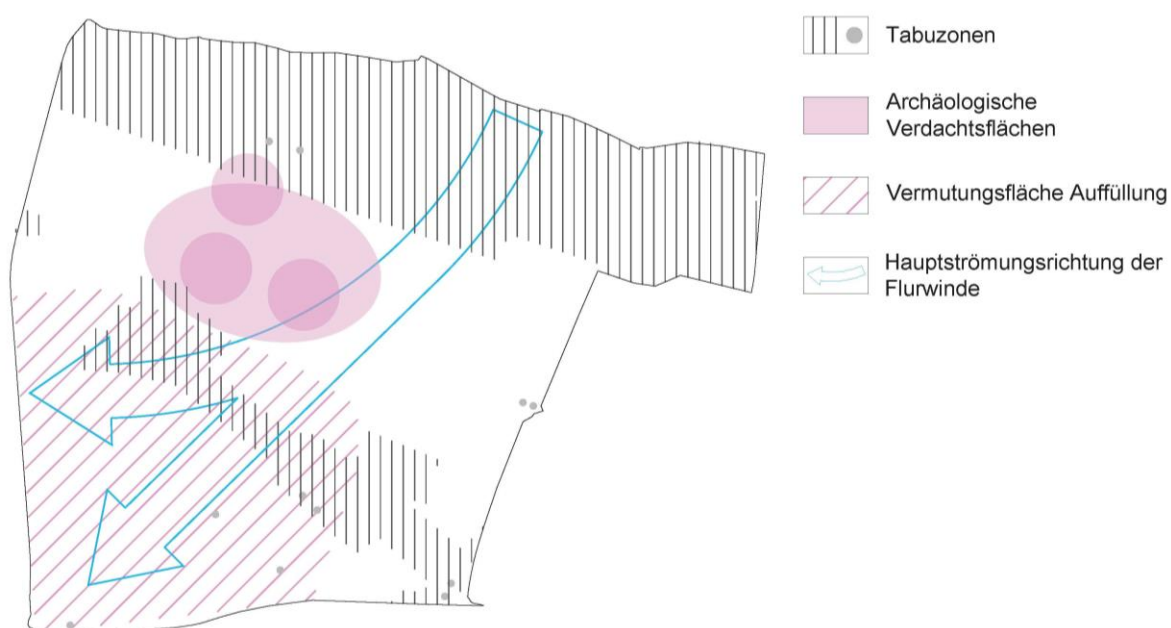 Tabuzonen
Archäologische
Verdachtsflächen
Vermutungsfläche Auffüllung
Hauptströmungsrichtung der
Flurwinde